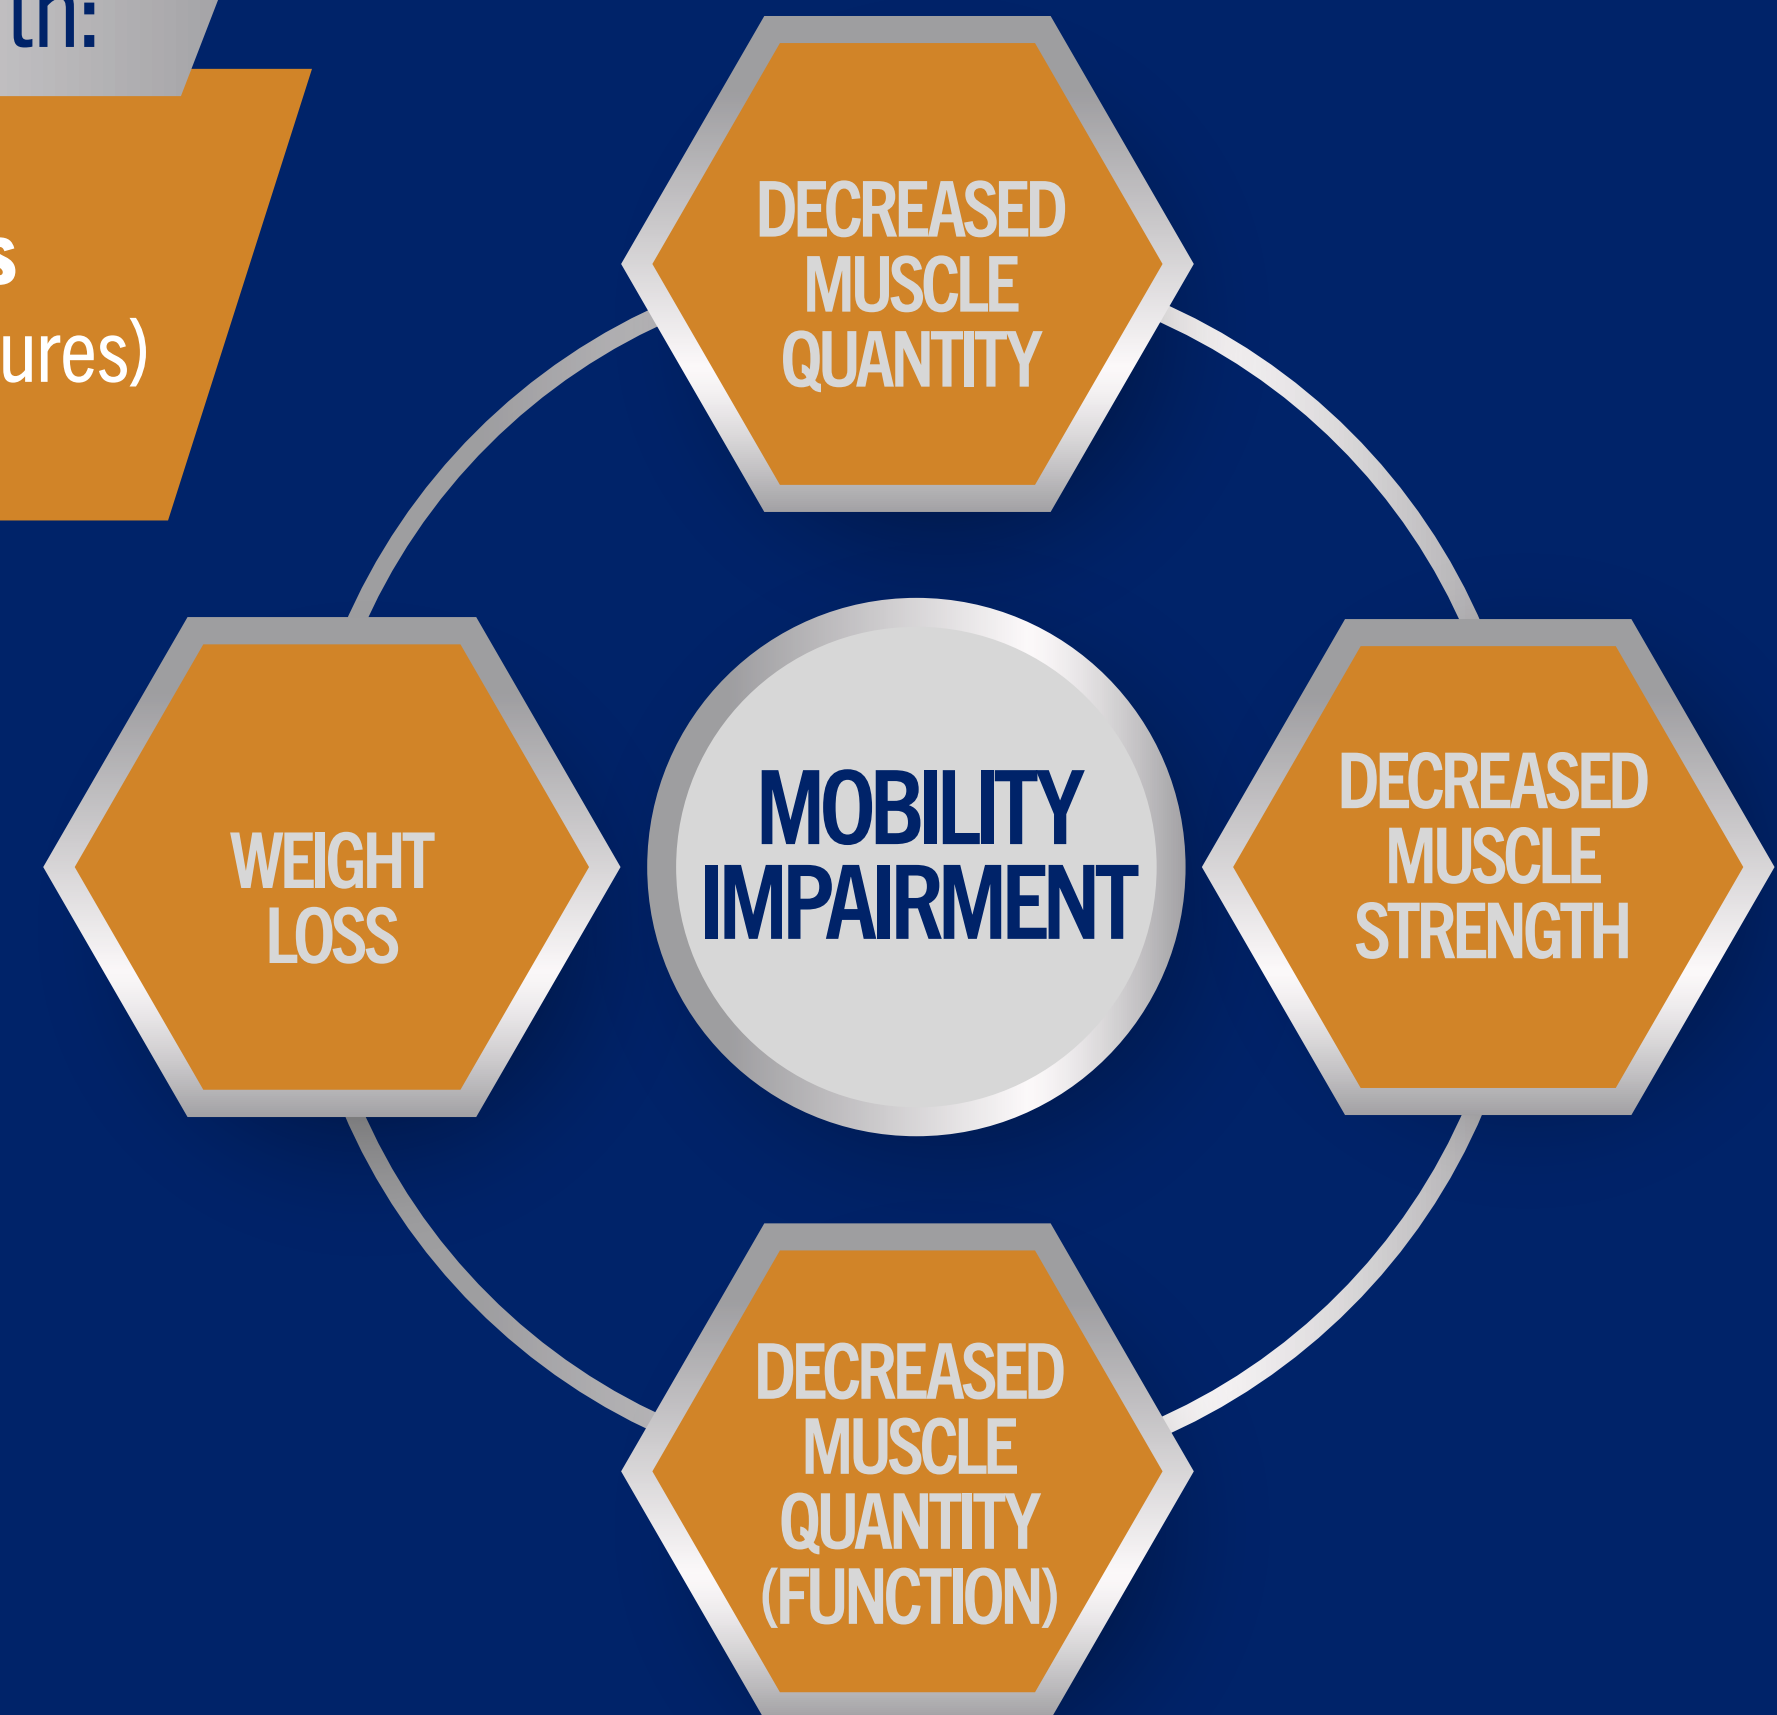 th:
s
ures)
DECREASED
MUSCLE
QUANTITY
WEIGHT
LOSS
MOBILITY
IMPAIRMENT
DECREASED
MUSCLE
STRENGTH
DECREASED
MUSCLE
QUANTITY
(FUNCTION)